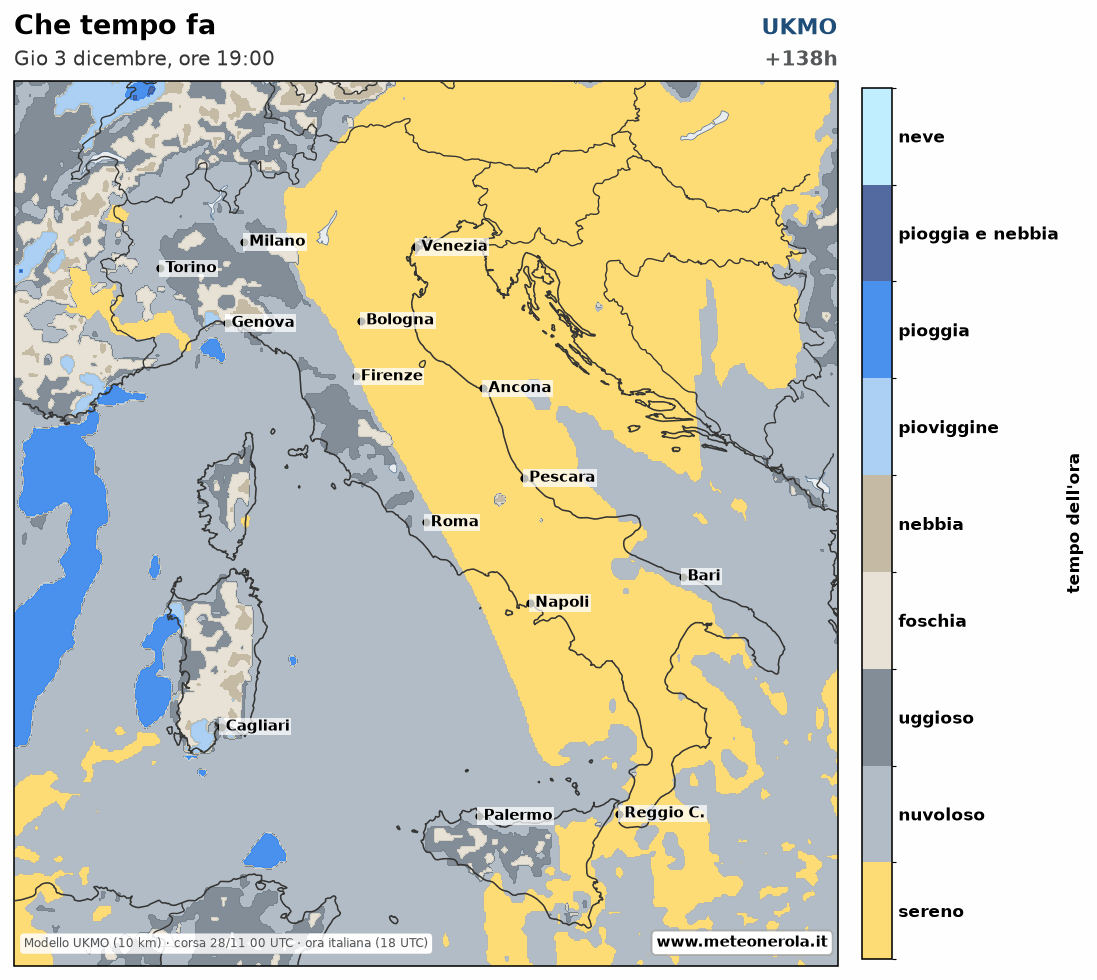 Che tempo fa
UKMO
Gio 3 dicembre, ore 19:00
+138h
neve
pioggia e nebbia
pioggia
pioviggine
nebbia
foschia
uggioso
nuvoloso
sereno
tempo dell'ora
Milano
Venezia
Torino
Bologna
Genova
Firenze
Ancona
Pescara
Roma
Bari
Napoli
Cagliari
Palermo
Reggio C.
Modello UKMO (10 km) · corsa 28/11 00 UTC · ora italiana (18 UTC)
www.meteonerola.it